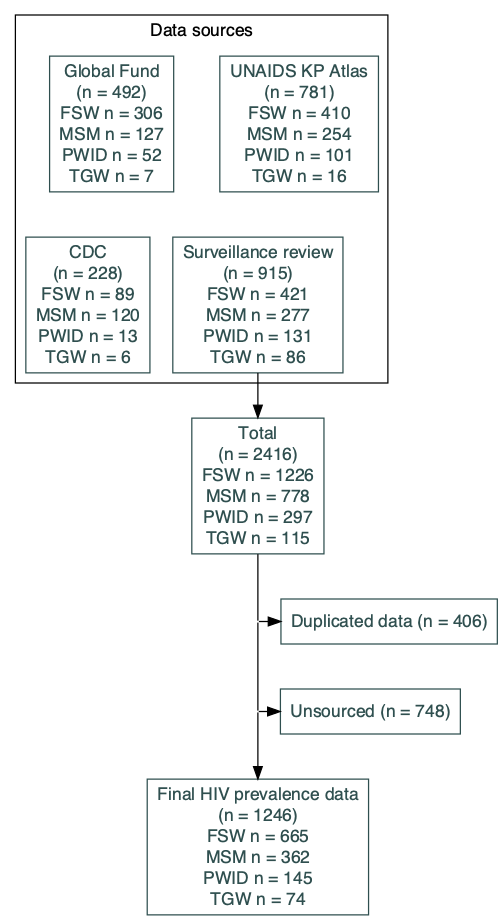 Data sources
Global Fund
(n = 492)
FSW n = 306
MSM n = 127
PWID n = 52
TGW n = 7
UNAIDS KP Atlas
(n = 781)
FSW n = 410
MSM n = 254
PWID n = 101
TGW n = 16
CDC
(n = 228)
FSW n = 89
MSM n = 120
PWID n = 13
TGW n = 6
Surveillance review
(n = 915)
FSW n = 421
MSM n = 277
PWID n = 131
TGW n = 86
Total
(n = 2416)
FSW n = 1226
MSM n = 778
PWID n = 297
TGW n = 115
Duplicated data (n = 406)
Unsourced (n = 748)
Final HIV prevalence data
(n = 1246)
FSW n = 665
MSM n = 362
PWID n = 145
TGW n = 74